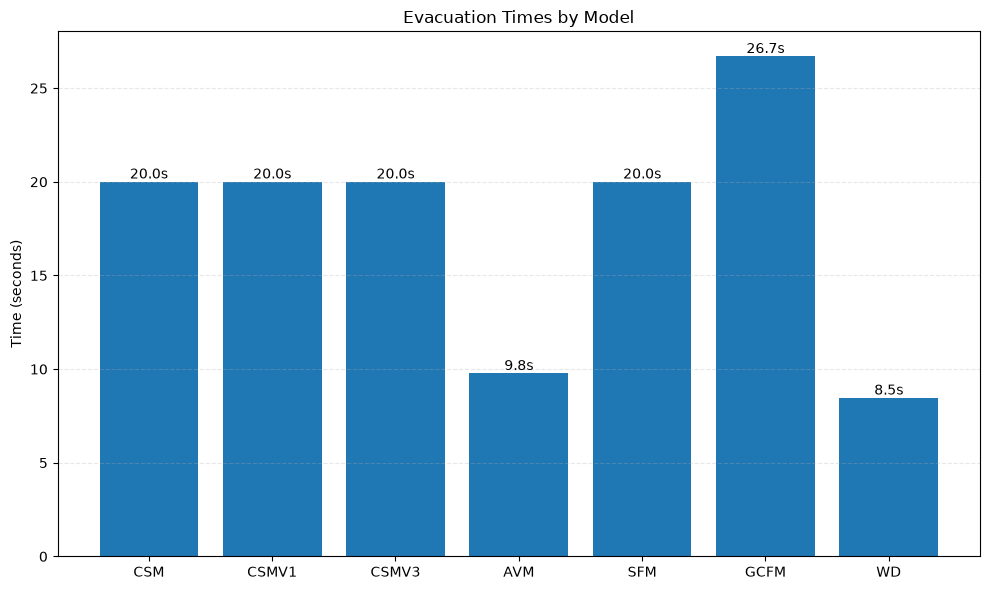 Evacuation Times by Model
26.7s
25
20.0s 20.0s 20.0s 20.0s
20
Time (seconds)
15
10
9.8s
8.5s
5
0
CSM CSMV1 CSMV3 AVM SFM GCFM WD